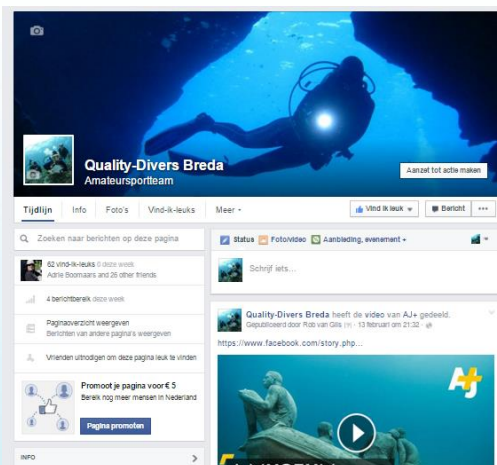 Quality-Divers Breda
Amateursportteam
Aanzet tot actie maken
Tijdlijn Info Foto's Vind-ik-leuks Meer
Vind ik leuk Bericht
Zoeken naar berichten op deze pagina
62 vind-ik-leuks 0 deze week
Adrie Boomaars and 26 other friends
4 berichtbereik deze week
Paginaoverzicht weergeven
Berichten van andere pagina's weergeven
Vrienden uitnodigen om deze pagina leuk te vinden
Promoot je pagina voor € 5
Bereik nog meer mensen in Nederland
Pagina promoten
INFO
Status Foto/video Aanbieding, evenement
Schrijf iets...
Quality-Divers Breda heeft de video van AJ+ gedeeld.
Gepubliceerd door Rob van Gils [?] · 13 februari om 21:32 ·
https://www.facebook.com/story.php...
AJ+